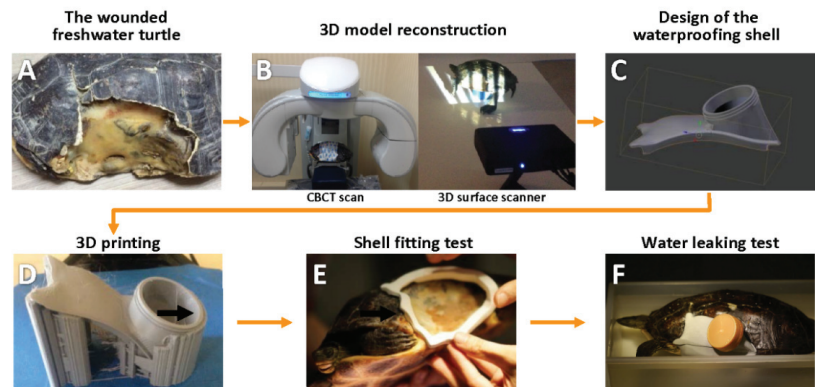 The wounded
freshwater turtle
3D model reconstruction
Design of the
waterproofing shell
A
B
C
CBCT scan
3D surface scanner
3D printing
Shell fitting test
Water leaking test
D
E
F